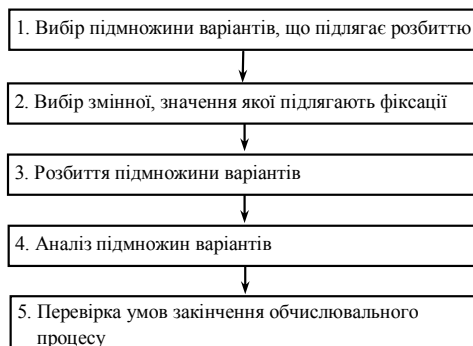 1. Вибір підмножини варіантів, що підлягає розбиттю
2. Вибір змінної, значення якої підлягають фіксації
3. Розбиття підмножини варіантів
4. Аналіз підмножин варіантів
5. Перевірка умов закінчення обчислювального
процесу